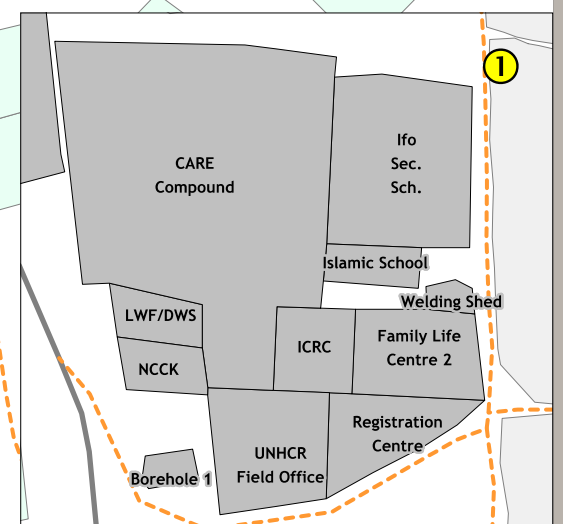 1
Ifo
Sec.
Sch.
CARE
Compound
Islamic School
Welding Shed
LWF/DWS
ICRC
Family Life
Centre 2
NCCK
Registration
Centre
UNHCR
Field Office
Borehole 1